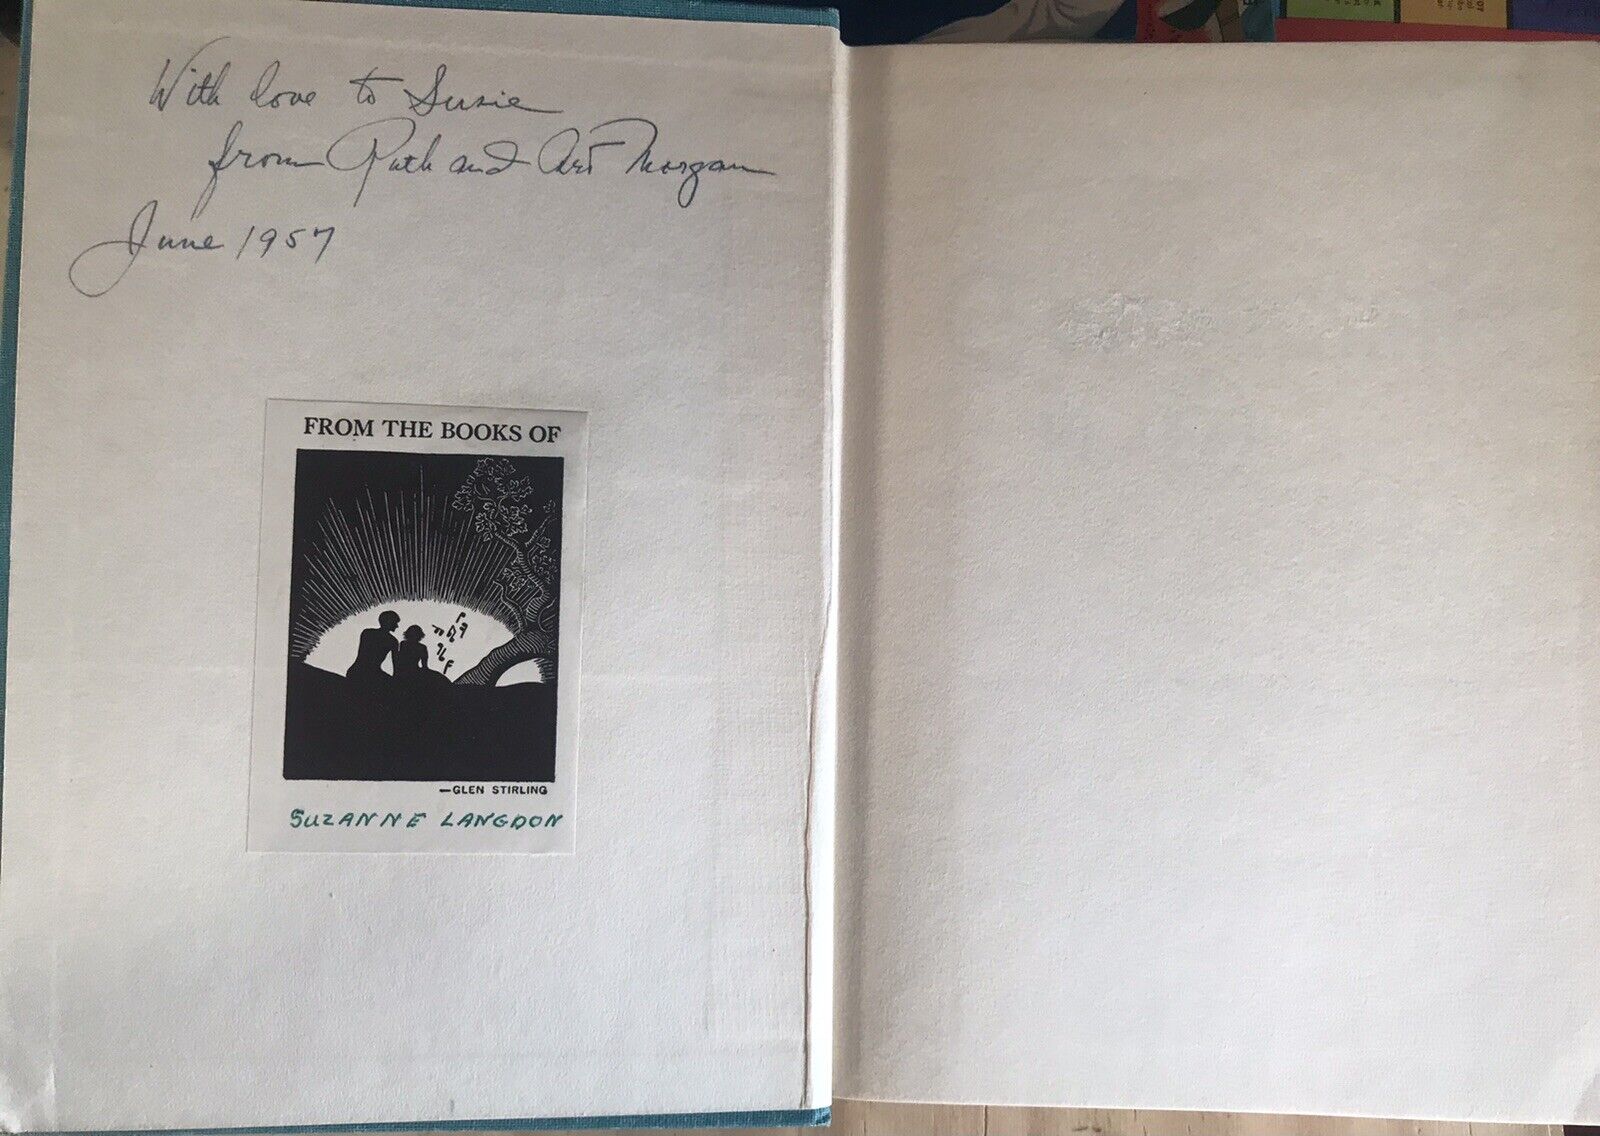 With love to Susie
from Ruth and Art Morgan
June 1957
FROM THE BOOKS OF
—GLEN STIRLING
SUZANNE LANGDON